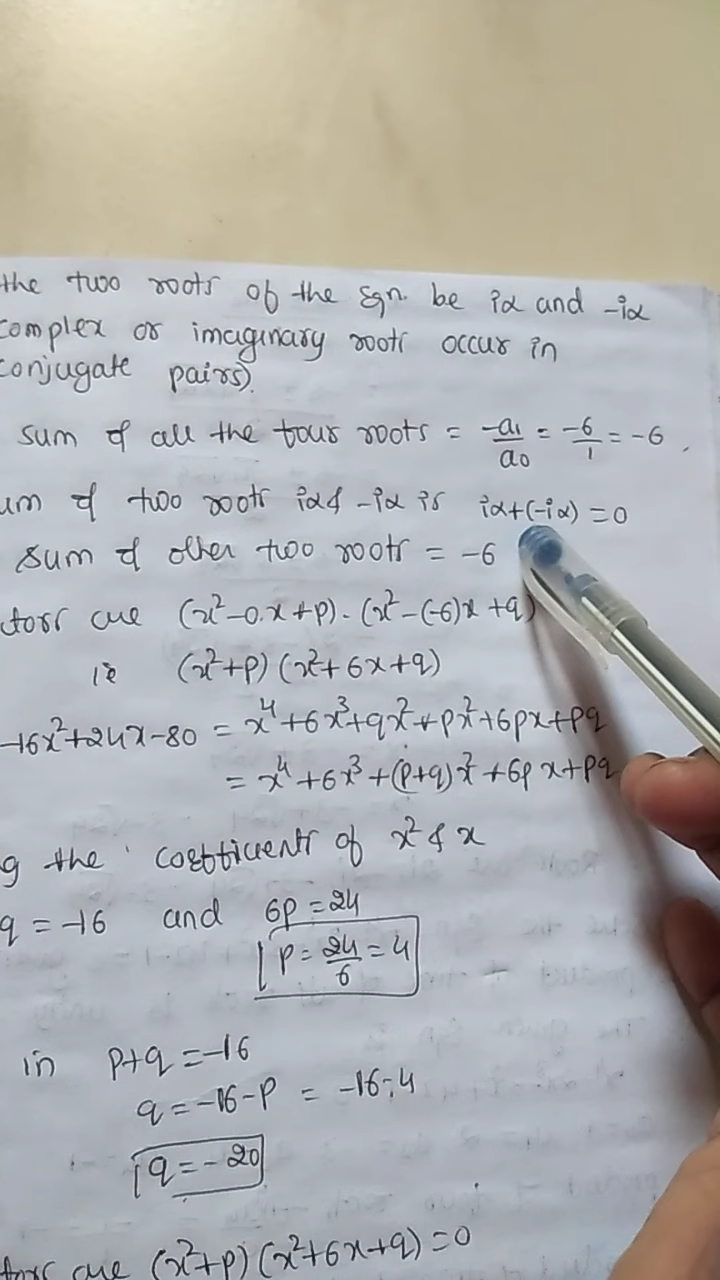 the two roots of the Eqn. be iα and -iα
complex or imaginary roots occur in
conjugate pairs).
sum of all the four roots = -a₁/a₀ = -6/1 = -6.
um of two roots iα & -iα is iα+(-iα) = 0
sum of other two roots = -6
tors are (x²-0.x+p).(x²-(-6)x+q)
ie (x²+p)(x²+6x+q)
-16x²+24x-80 = x⁴+6x³+qx²+px²+6px+pq
= x⁴+6x³+(p+q)x²+6px+pq
g the coefficients of x² & x
q = -16 and 6p = 24
p = 24/6 = 4
in p+q = -16
q = -16-p = -16-4
q = -20
tors are (x²+p)(x²+6x+q) = 0